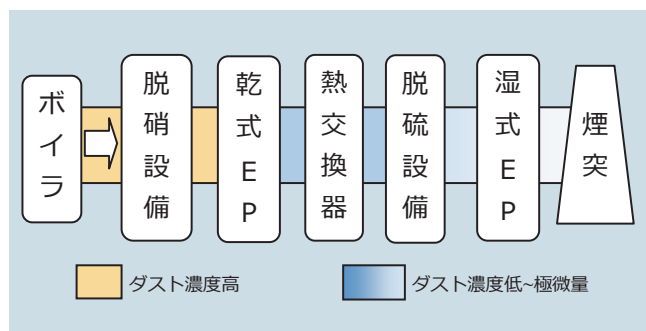 ボイラ
脱硝設備
乾式EP
熱交換器
脱硫設備
湿式EP
煙突
ダスト濃度高
ダスト濃度低~極微量